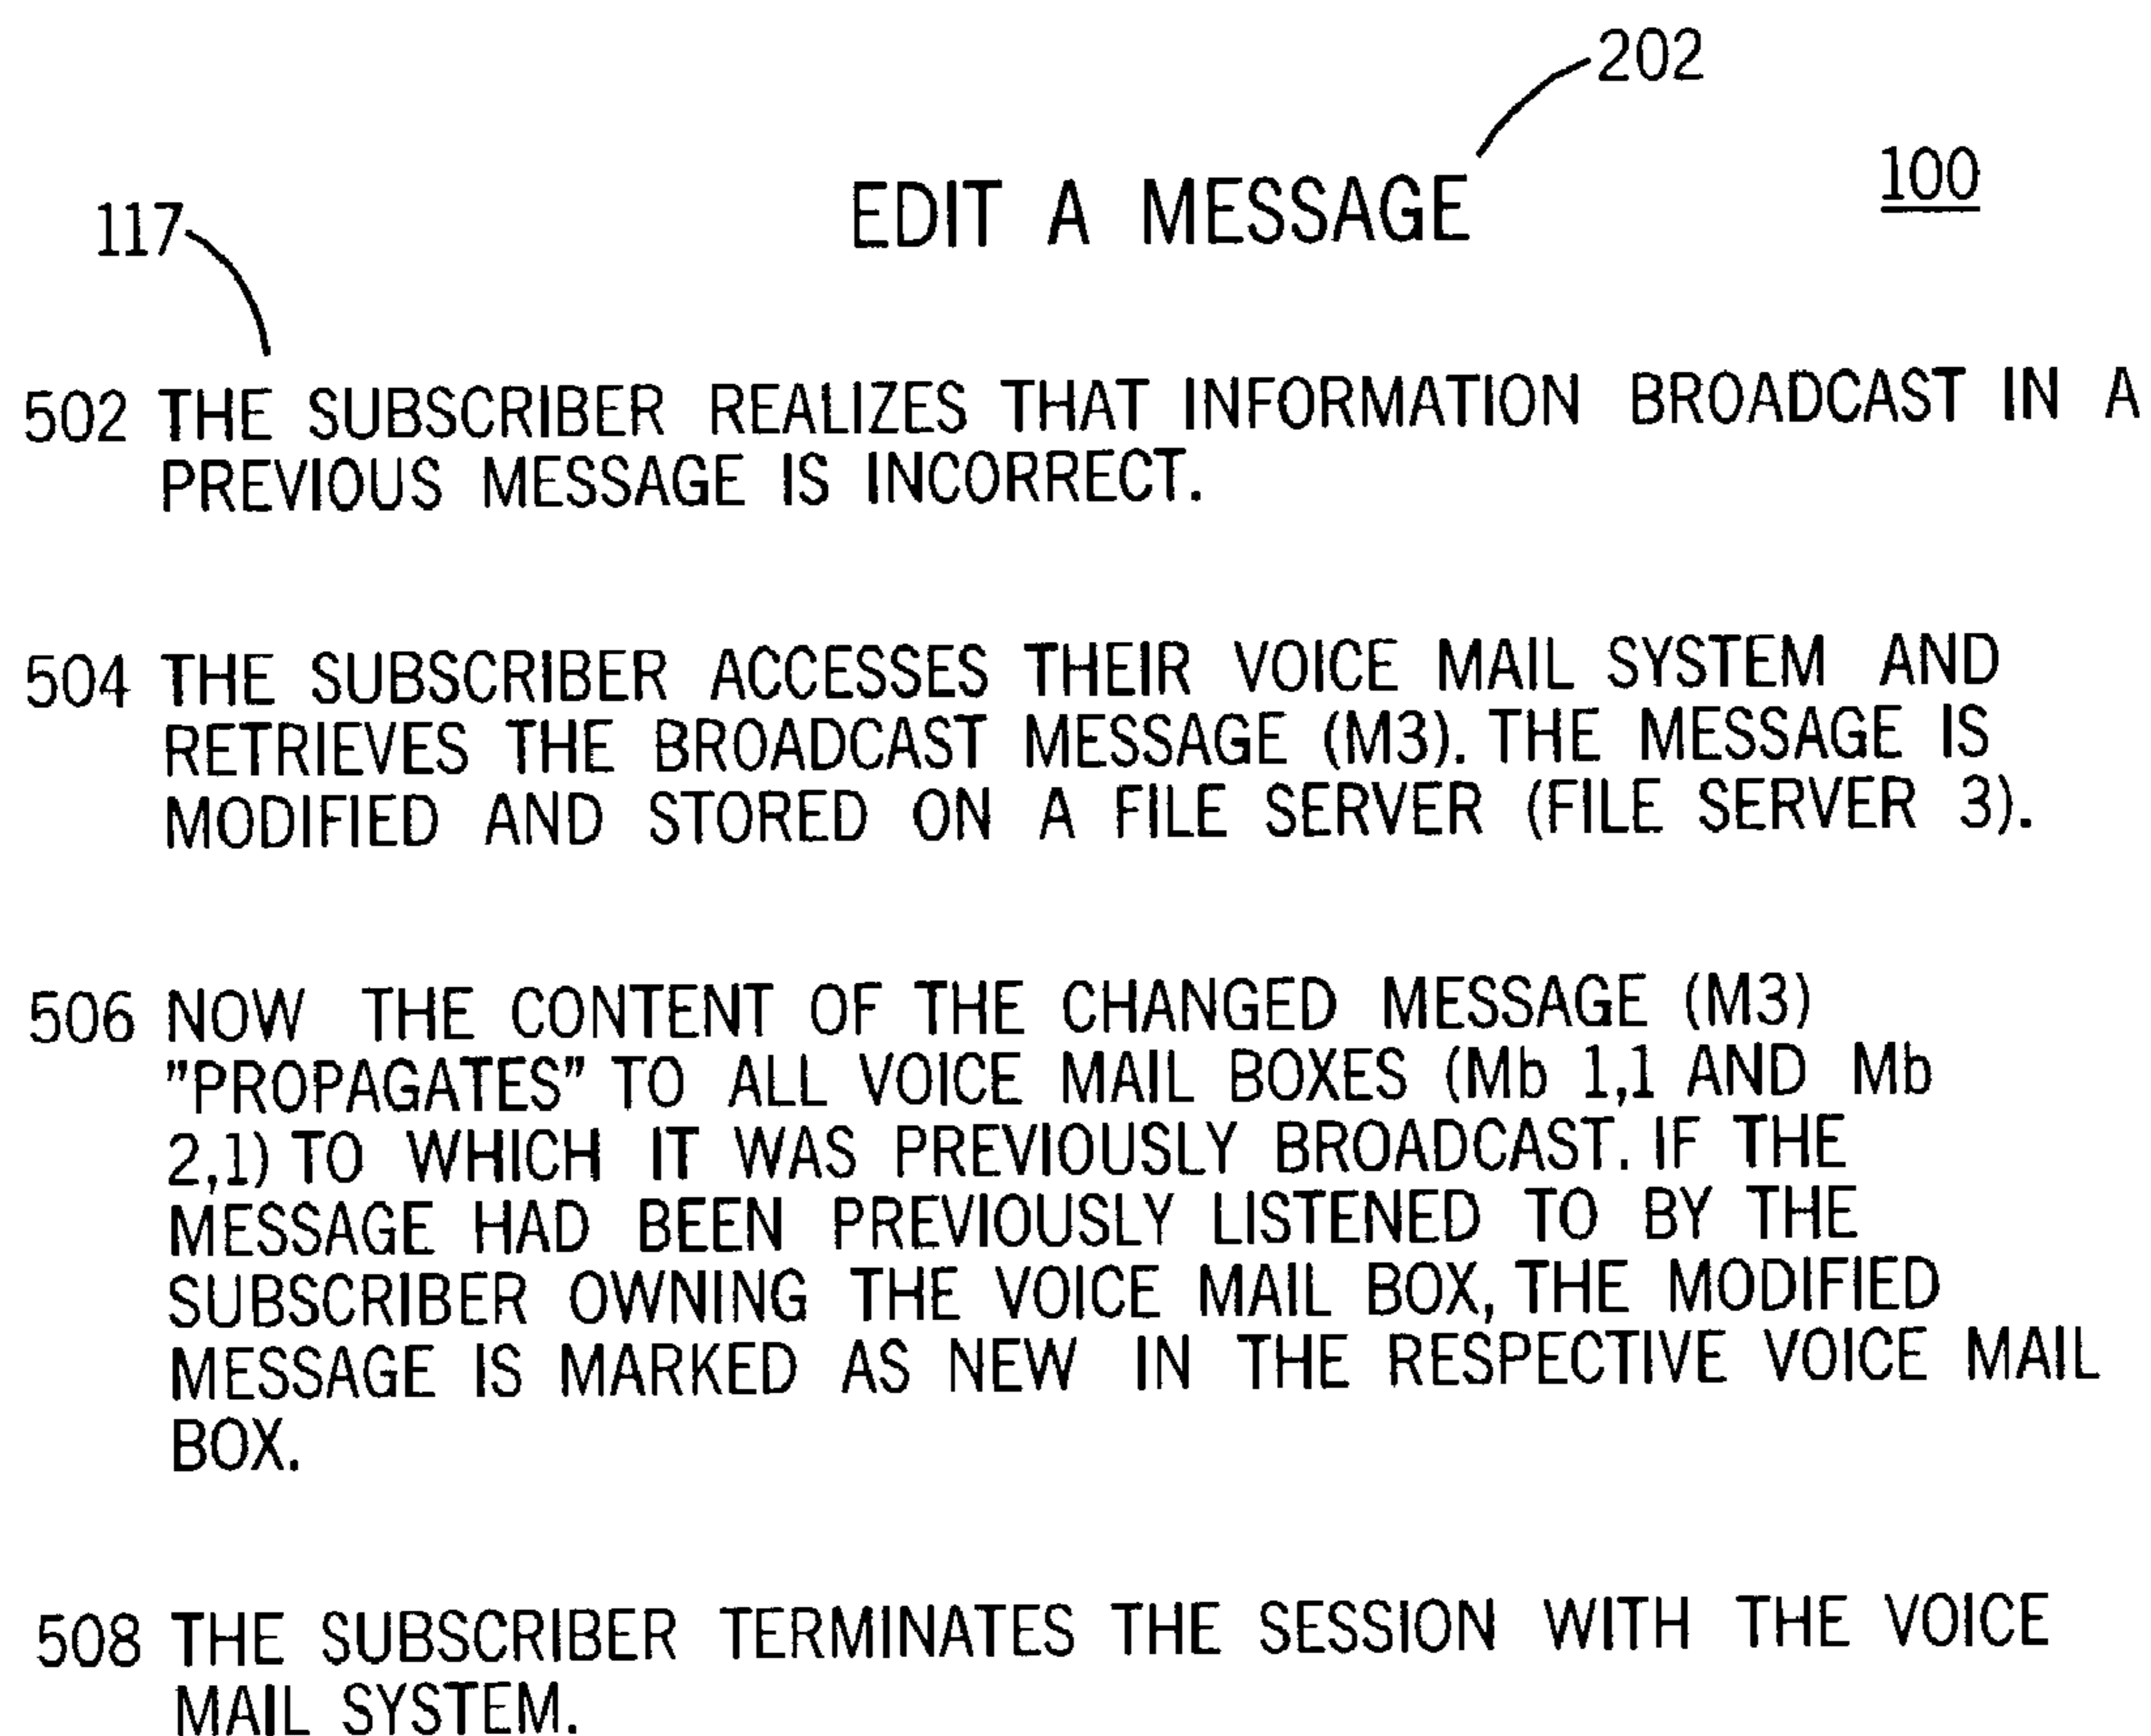 202
EDIT A MESSAGE
100
117
502 THE SUBSCRIBER REALIZES THAT INFORMATION BROADCAST IN A
PREVIOUS MESSAGE IS INCORRECT.
504 THE SUBSCRIBER ACCESSES THEIR VOICE MAIL SYSTEM AND
RETRIEVES THE BROADCAST MESSAGE (M3). THE MESSAGE IS
MODIFIED AND STORED ON A FILE SERVER (FILE SERVER 3).
506 NOW THE CONTENT OF THE CHANGED MESSAGE (M3)
"PROPAGATES" TO ALL VOICE MAIL BOXES (Mb 1,1 AND Mb
2,1) TO WHICH IT WAS PREVIOUSLY BROADCAST. IF THE
MESSAGE HAD BEEN PREVIOUSLY LISTENED TO BY THE
SUBSCRIBER OWNING THE VOICE MAIL BOX, THE MODIFIED
MESSAGE IS MARKED AS NEW IN THE RESPECTIVE VOICE MAIL
BOX.
508 THE SUBSCRIBER TERMINATES THE SESSION WITH THE VOICE
MAIL SYSTEM.